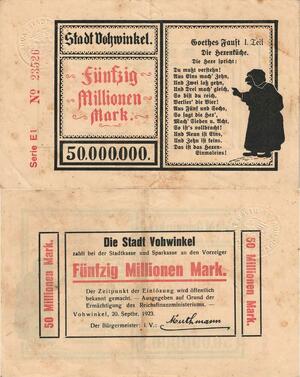 Serie E1 № 23526
Stadt Vohwinkel.
Fünfzig
Millionen
Mark.
50.000.000.
Goethes Faust I. Teil
Die Hexenküche.
Die Hexe spricht:
Du mußt verstehn!
Aus Eins mach' Zehn,
Und Zwei laß gehn,
Und Drei mach' gleich,
So bist du reich,
Verlier' die Vier!
Aus Fünf und Sechs,
So sagt die Hex',
Mach' Sieben u. Acht,
So ist's vollbracht!
Und Neun ist Eins,
Und Zehn ist keins.
Das ist das Hexen-
Einmaleins!
50 Millionen Mark.
Die Stadt Vohwinkel
zahlt bei der Stadtkasse und Sparkasse an den Vorzeiger
Fünfzig Millionen Mark.
Der Zeitpunkt der Einlösung wird öffentlich
bekannt gemacht. — Ausgegeben auf Grund der
Ermächtigung des Reichsfinanzministeriums. —
Vohwinkel, 20. Septbr. 1923.
Der Bürgermeister: i. V.:
50 Millionen Mark.